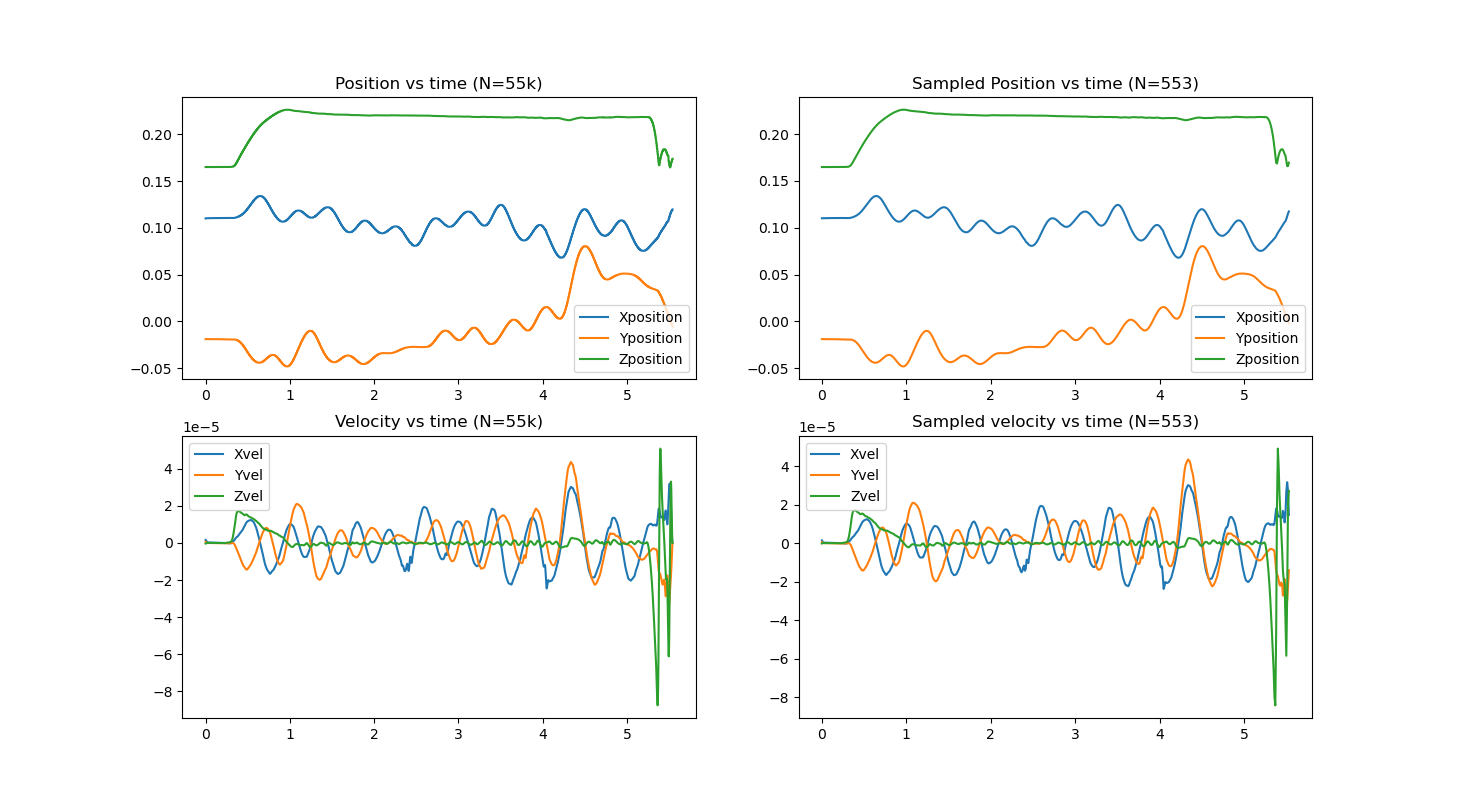 Position vs time (N=55k)
0.20
0.15
0.10
0.05
0.00
−0.05
0 1 2 3 4 5
Xposition
Yposition
Zposition
Sampled Position vs time (N=553)
0.20
0.15
0.10
0.05
0.00
−0.05
0 1 2 3 4 5
Xposition
Yposition
Zposition
Velocity vs time (N=55k)
1e−5
4
2
0
−2
−4
−6
−8
0 1 2 3 4 5
Xvel
Yvel
Zvel
Sampled velocity vs time (N=553)
1e−5
4
2
0
−2
−4
−6
−8
0 1 2 3 4 5
Xvel
Yvel
Zvel